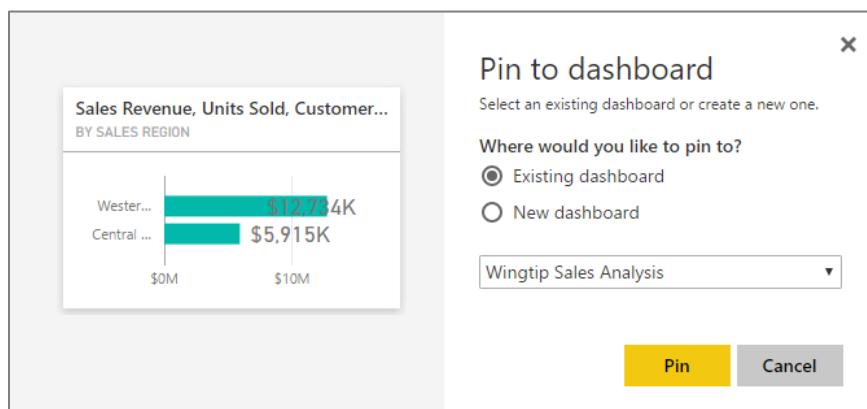 Sales Revenue, Units Sold, Customer...
BY SALES REGION
Wester...
$12,734K
Central ...
$5,915K
$0M
$10M
Pin to dashboard
Select an existing dashboard or create a new one.
Where would you like to pin to?
Existing dashboard
New dashboard
Wingtip Sales Analysis
Pin
Cancel